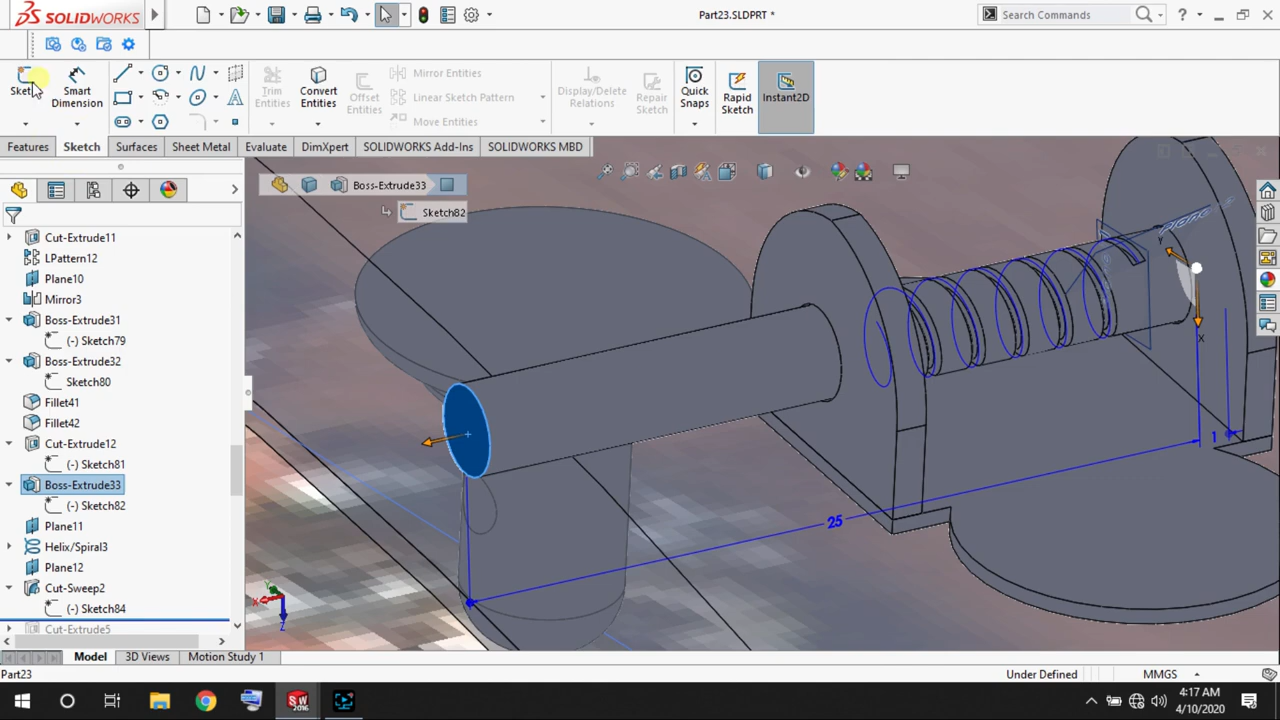 SOLIDWORKS
Part23.SLDPRT *
Search Commands
Sketch
Smart Dimension
Trim Entities
Convert Entities
Offset Entities
Mirror Entities
Linear Sketch Pattern
Move Entities
Display/Delete Relations
Repair Sketch
Quick Snaps
Rapid Sketch
Instant2D
Features
Sketch
Surfaces
Sheet Metal
Evaluate
DimXpert
SOLIDWORKS Add-Ins
SOLIDWORKS MBD
Boss-Extrude33
Sketch82
Cut-Extrude11
LPattern12
Plane10
Mirror3
Boss-Extrude31
(-) Sketch79
Boss-Extrude32
Sketch80
Fillet41
Fillet42
Cut-Extrude12
(-) Sketch81
Boss-Extrude33
(-) Sketch82
Plane11
Helix/Spiral3
Plane12
Cut-Sweep2
(-) Sketch84
Cut-Extrude5
25
1
X
Y
X
Z
Model
3D Views
Motion Study 1
Part23
Under Defined
MMGS
SW
2016
4:17 AM
4/10/2020